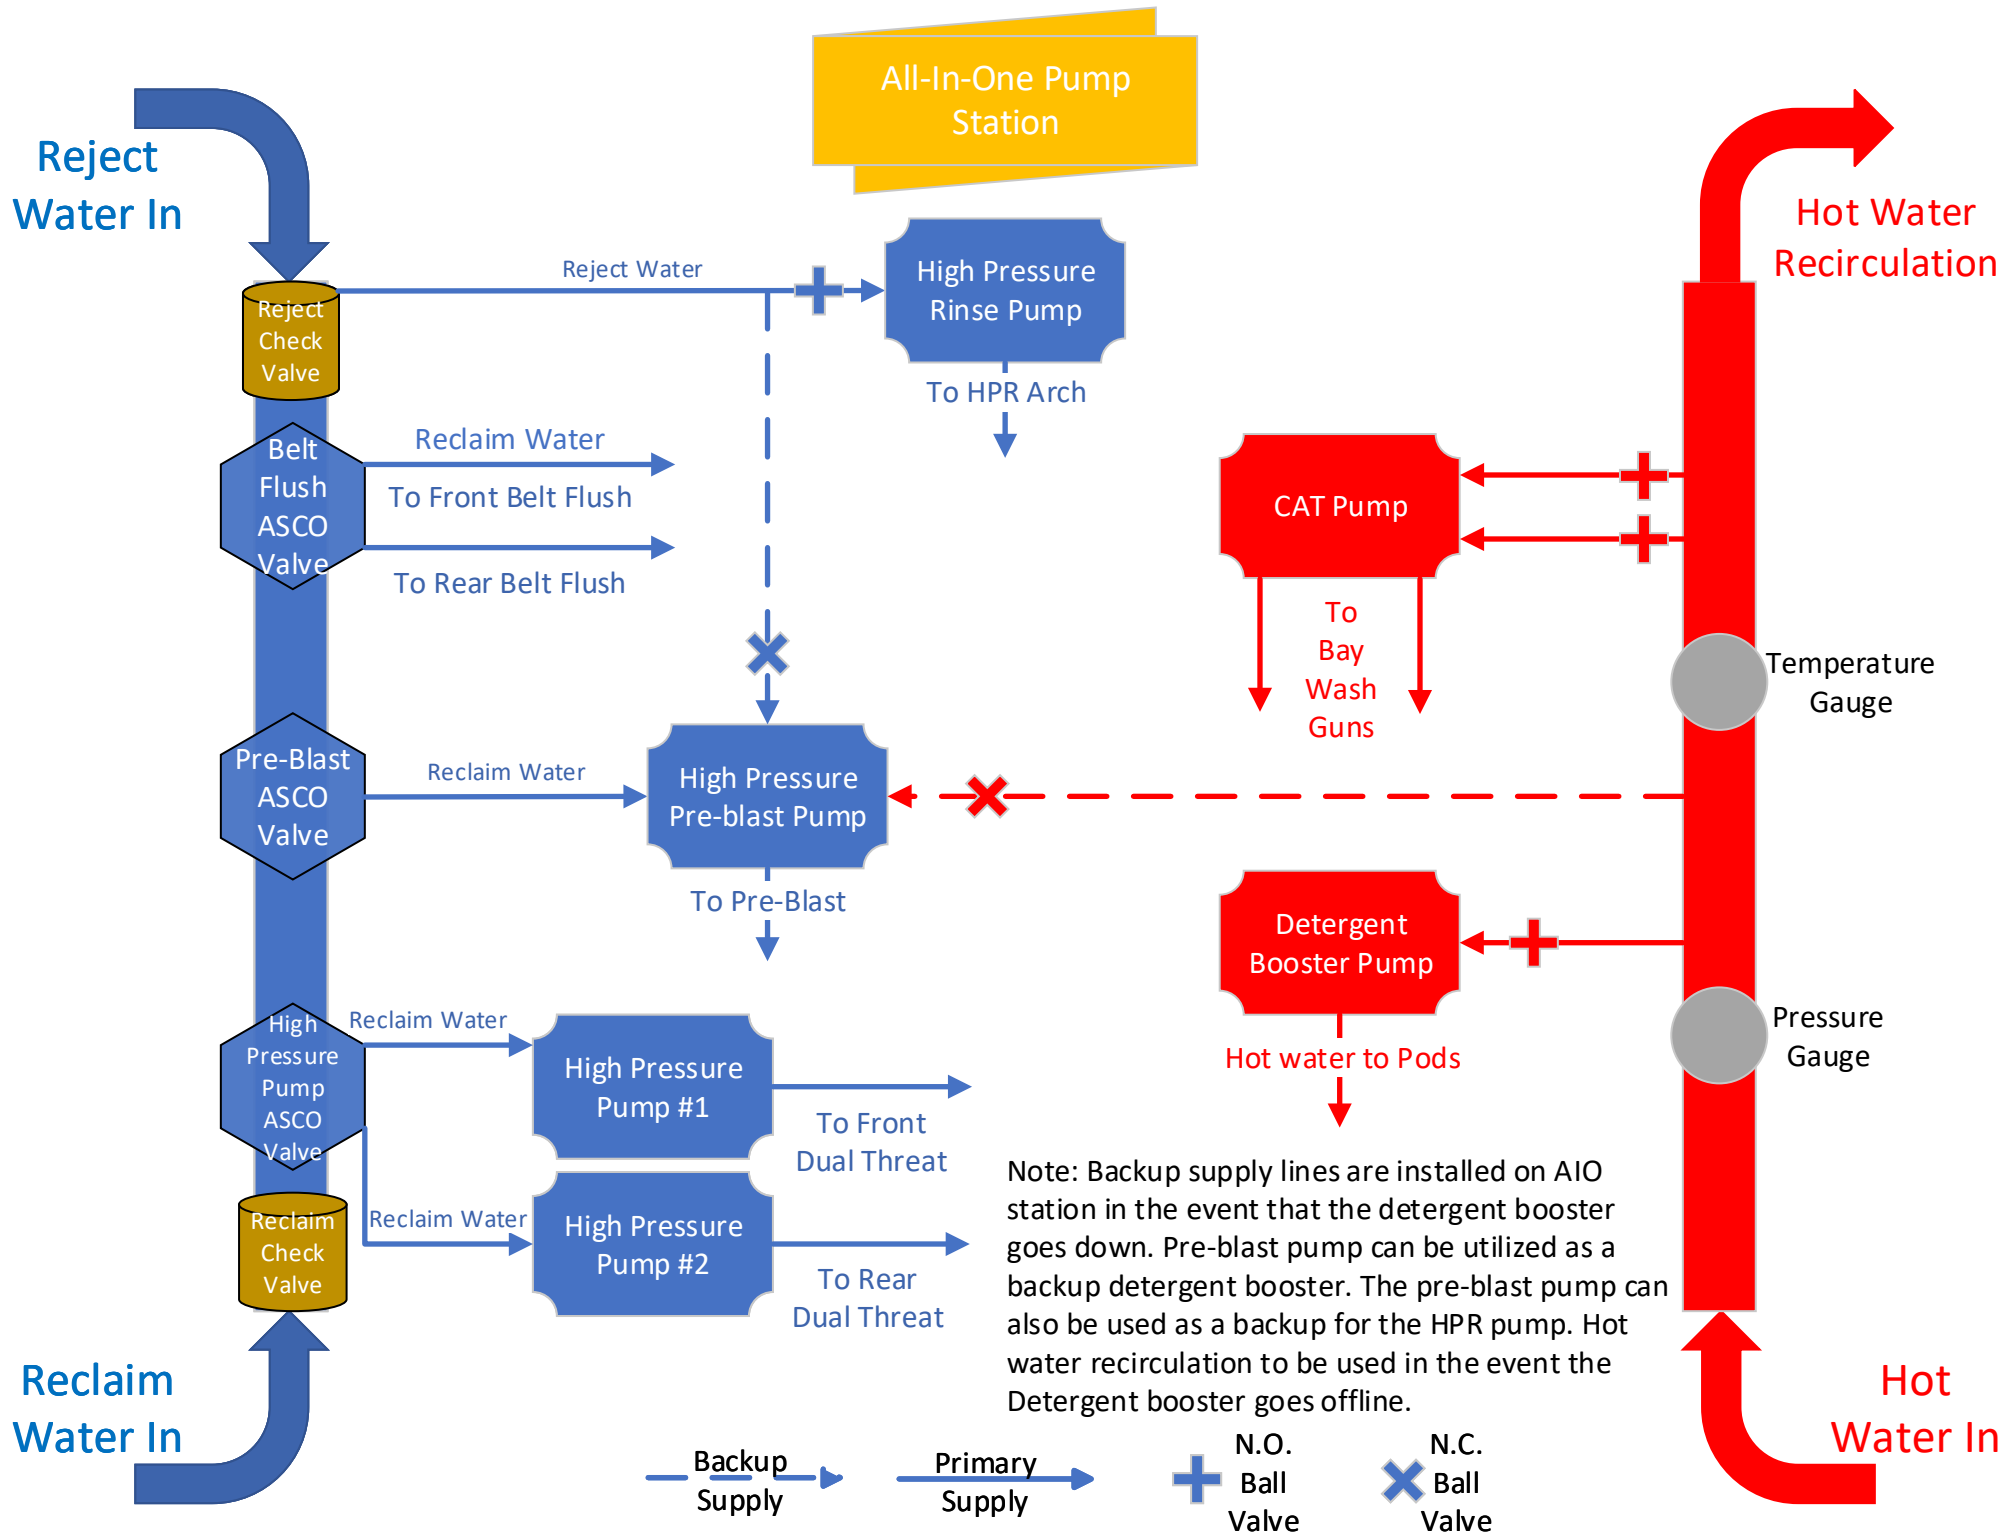 All-In-One Pump
Station
Reject
Water In
Hot Water
Recirculation
Reject Water
High Pressure
Rinse Pump
Reject
Check
Valve
To HPR Arch
Belt
Flush
ASCO
Valve
Reclaim Water
To Front Belt Flush
To Rear Belt Flush
CAT Pump
To
Bay
Wash
Guns
Temperature
Gauge
Pre-Blast
ASCO
Valve
Reclaim Water
High Pressure
Pre-blast Pump
To Pre-Blast
Detergent
Booster Pump
Hot water to Pods
Pressure
Gauge
High
Pressure
Pump
ASCO
Valve
Reclaim Water
High Pressure
Pump #1
To Front
Dual Threat
Reclaim Water
High Pressure
Pump #2
To Rear
Dual Threat
Reclaim
Check
Valve
Note: Backup supply lines are installed on AIO
station in the event that the detergent booster
goes down. Pre-blast pump can be utilized as a
backup detergent booster. The pre-blast pump can
also be used as a backup for the HPR pump. Hot
water recirculation to be used in the event the
Detergent booster goes offline.
Reclaim
Water In
Hot
Water In
Backup
Supply
Primary
Supply
N.O.
Ball
Valve
N.C.
Ball
Valve